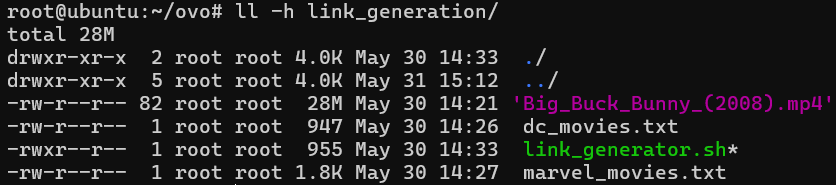 root@ubuntu:~/ovo# ll -h link_generation/
total 28M
drwxr-xr-x  2 root root 4.0K May 30 14:33  ./
drwxr-xr-x  5 root root 4.0K May 31 15:12  ../
-rw-r--r-- 82 root root  28M May 30 14:21 'Big_Buck_Bunny_(2008).mp4'
-rw-r--r--  1 root root  947 May 30 14:26  dc_movies.txt
-rwxr--r--  1 root root  955 May 30 14:33  link_generator.sh*
-rw-r--r--  1 root root 1.8K May 30 14:27  marvel_movies.txt